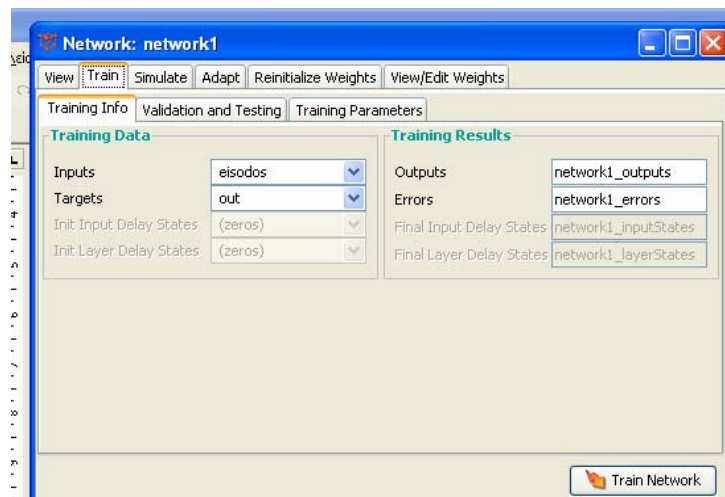 Network: network1
View Train Simulate Adapt Reinitialize Weights View/Edit Weights
Training Info Validation and Testing Training Parameters
Training Data
Inputs eisodos
Targets out
Init Input Delay States (zeros)
Init Layer Delay States (zeros)
Training Results
Outputs network1_outputs
Errors network1_errors
Final Input Delay States network1_inputStates
Final Layer Delay States network1_layerStates
Train Network